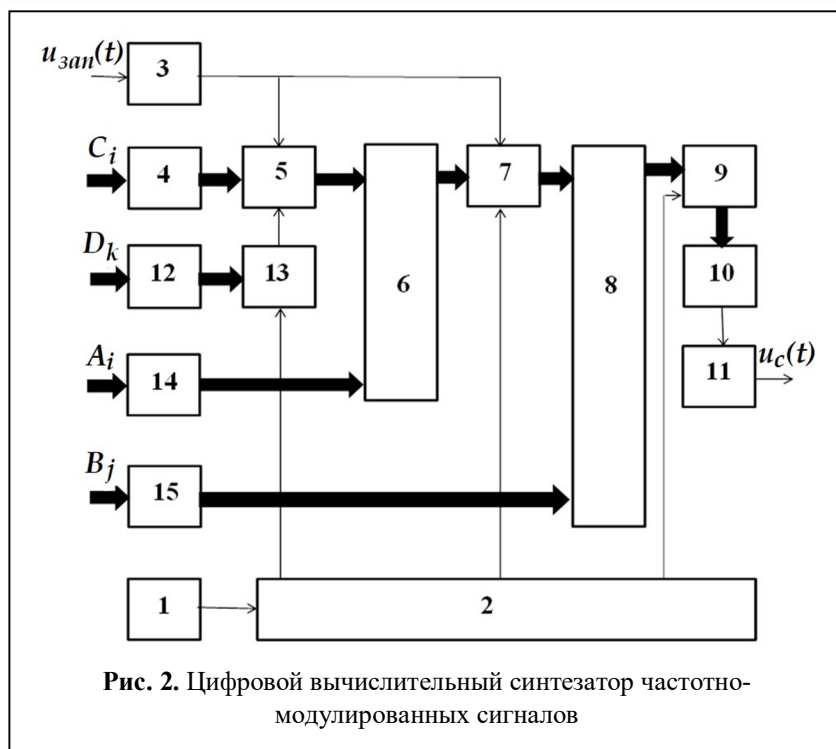 u_зап(t)
3
C_i
4
5
7
9
D_k
12
13
6
8
10
A_i
14
11
u_c(t)
B_j
15
1
2
Рис. 2. Цифровой вычислительный синтезатор частотно-
модулированных сигналов